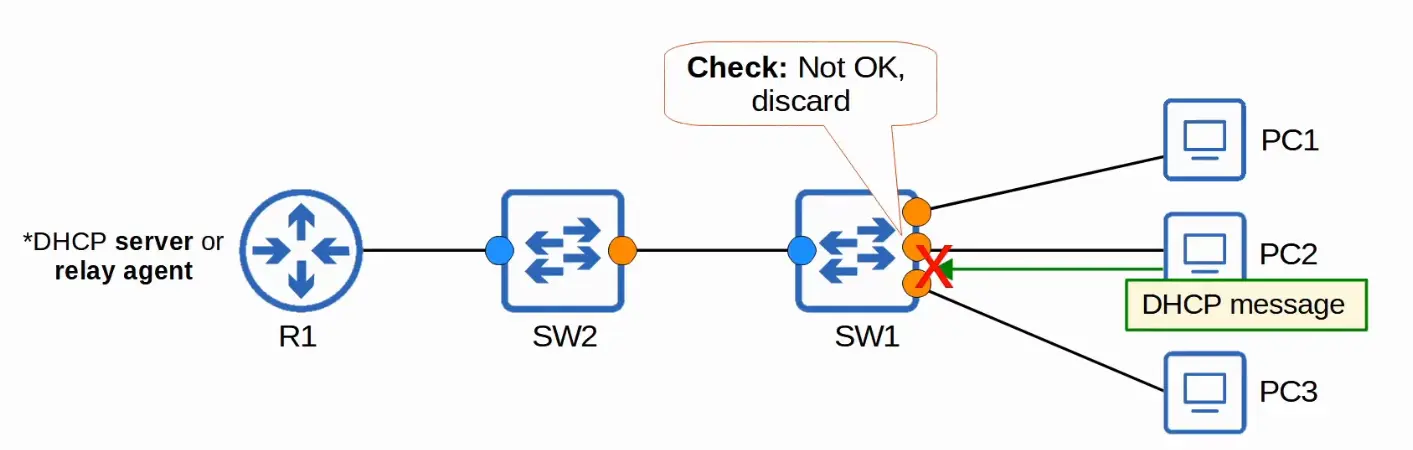 Check: Not OK,
discard
PC1
*DHCP server or
relay agent
PC2
DHCP message
R1
SW2
SW1
PC3